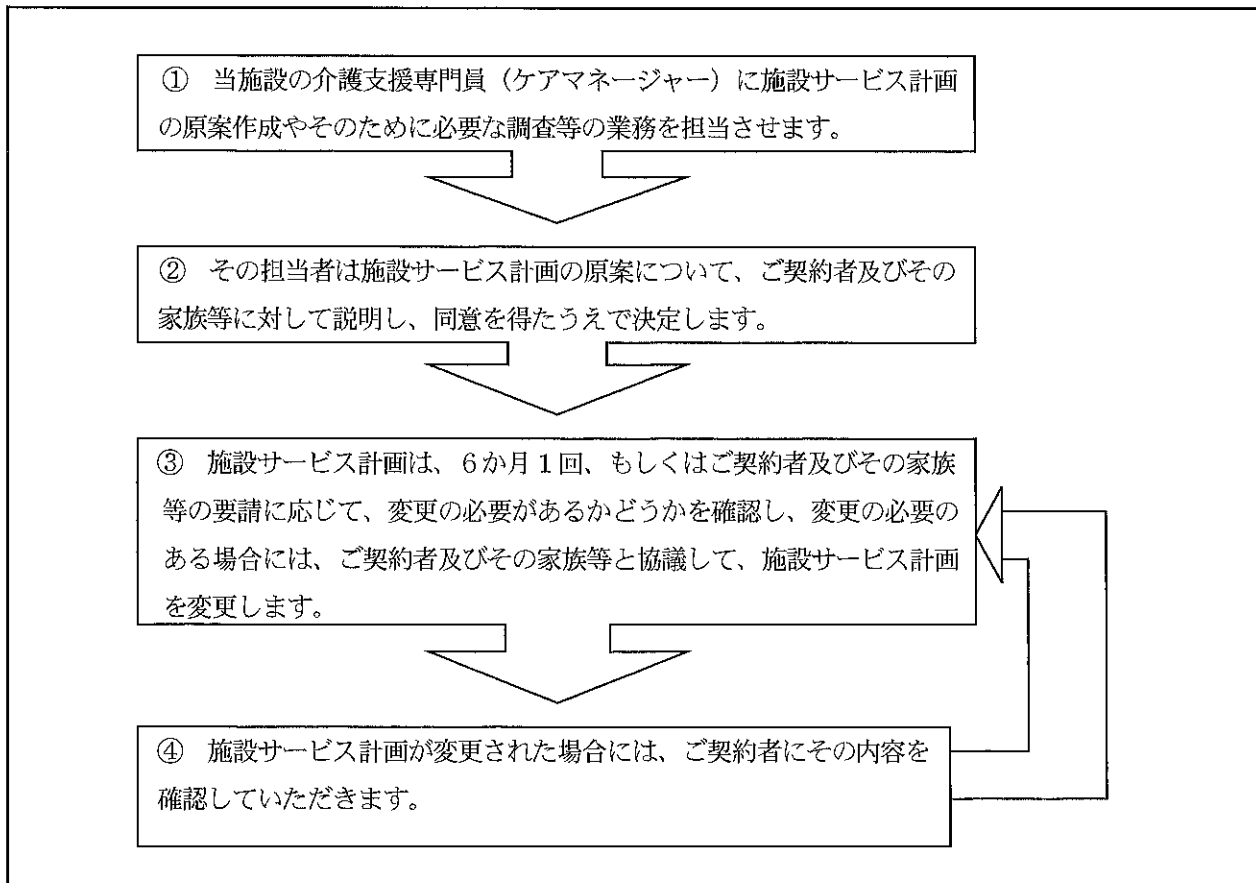 ① 当施設の介護支援専門員（ケアマネージャー）に施設サービス計画
の原案作成やそのために必要な調査等の業務を担当させます。
② その担当者は施設サービス計画の原案について、ご契約者及びその
家族等に対して説明し、同意を得たうえで決定します。
③ 施設サービス計画は、６か月１回、もしくはご契約者及びその家族
等の要請に応じて、変更の必要があるかどうかを確認し、変更の必要の
ある場合には、ご契約者及びその家族等と協議して、施設サービス計画
を変更します。
④ 施設サービス計画が変更された場合には、ご契約者にその内容を
確認していただきます。